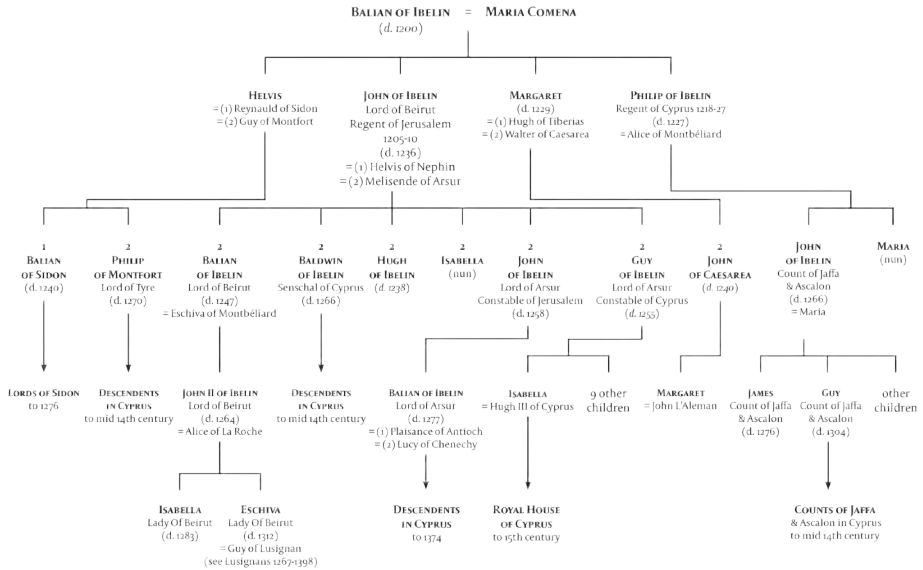 BALIAN OF IBELIN = MARIA COMENA
(d. 1200)
HELVIS
= (1) Reynauld of Sidon
= (2) Guy of Montfort
JOHN OF IBELIN
Lord of Beirut
Regent of Jerusalem
1205-10
(d. 1236)
= (1) Helvis of Nephin
= (2) Melisende of Arsur
MARGARET
(d. 1229)
= (1) Hugh of Tiberias
= (2) Walter of Caesarea
PHILIP OF IBELIN
Regent of Cyprus 1218-27
(d. 1227)
= Alice of Montbéliard
1
BALIAN
OF SIDON
(d. 1240)
2
PHILIP
OF MONTFORT
Lord of Tyre
(d. 1270)
2
BALIAN
OF IBELIN
Lord of Beirut
(d. 1247)
= Eschiva of Montbéliard
2
BALDWIN
OF IBELIN
Senschal of Cyprus
(d. 1266)
2
HUGH
OF IBELIN
(d. 1238)
2
ISABELLA
(nun)
2
JOHN
OF IBELIN
Lord of Arsur
Constable of Jerusalem
(d. 1258)
2
GUY
OF IBELIN
Lord of Arsur
Constable of Cyprus
(d. 1255)
2
JOHN
OF CAESAREA
(d. 1240)
JOHN
OF IBELIN
Count of Jaffa
& Ascalon
(d. 1266)
= Maria
MARIA
(nun)
LORDS OF SIDON
to 1276
DESCENDENTS
IN CYPRUS
to mid 14th century
JOHN II OF IBELIN
Lord of Beirut
(d. 1264)
= Alice of La Roche
DESCENDENTS
IN CYPRUS
to mid 14th century
BALIAN OF IBELIN
Lord of Arsur
(d. 1277)
= (1) Plaisance of Antioch
= (2) Lucy of Chenechy
ISABELLA
= Hugh III of Cyprus
9 other
children
MARGARET
= John L'Aleman
JAMES
Count of Jaffa
& Ascalon
(d. 1276)
GUY
Count of Jaffa
& Ascalon
(d. 1304)
other
children
ISABELLA
Lady Of Beirut
(d. 1283)
ESCHIVA
Lady Of Beirut
(d. 1312)
= Guy of Lusignan
(see Lusignans 1267-1398)
DESCENDENTS
IN CYPRUS
to 1374
ROYAL HOUSE
OF CYPRUS
to 15th century
COUNTS OF JAFFA
& Ascalon in Cyprus
to mid 14th century